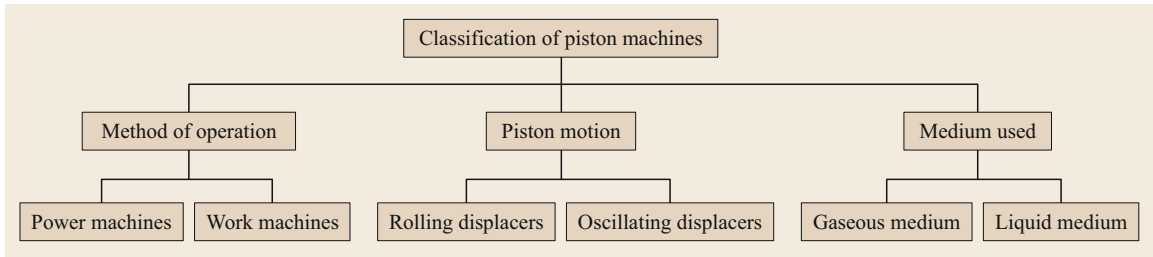 Classification of piston machines
Method of operation
Piston motion
Medium used
Power machines
Work machines
Rolling displacers
Oscillating displacers
Gaseous medium
Liquid medium